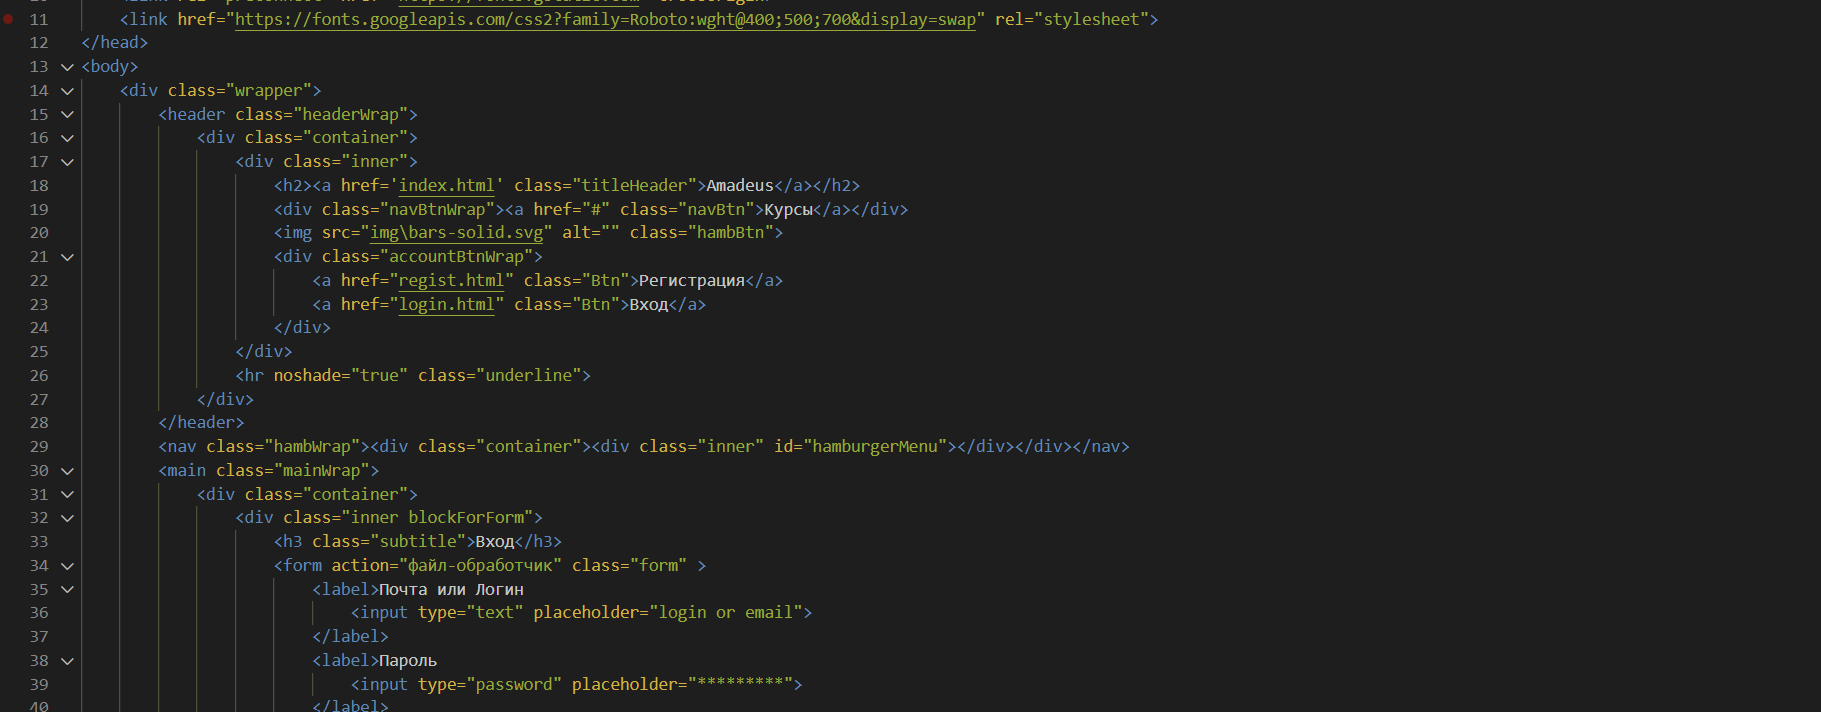 11 <link href="https://fonts.googleapis.com/css2?family=Roboto:wght@400;500;700&display=swap" rel="stylesheet">
12 </head>
13 <body>
14 <div class="wrapper">
15 <header class="headerWrap">
16 <div class="container">
17 <div class="inner">
18 <h2><a href='index.html' class="titleHeader">Amadeus</a></h2>
19 <div class="navBtnWrap"><a href="#" class="navBtn">Курсы</a></div>
20 <img src="img\bars-solid.svg" alt="" class="hambBtn">
21 <div class="accountBtnWrap">
22 <a href="regist.html" class="Btn">Регистрация</a>
23 <a href="login.html" class="Btn">Вход</a>
24 </div>
25 </div>
26 <hr noshade="true" class="underline">
27 </div>
28 </header>
29 <nav class="hambWrap"><div class="container"><div class="inner" id="hamburgerMenu"></div></div></nav>
30 <main class="mainWrap">
31 <div class="container">
32 <div class="inner blockForForm">
33 <h3 class="subtitle">Вход</h3>
34 <form action="файл-обработчик" class="form" >
35 <label>Почта или Логин
36 <input type="text" placeholder="login or email">
37 </label>
38 <label>Пароль
39 <input type="password" placeholder="*********">
40 </label>